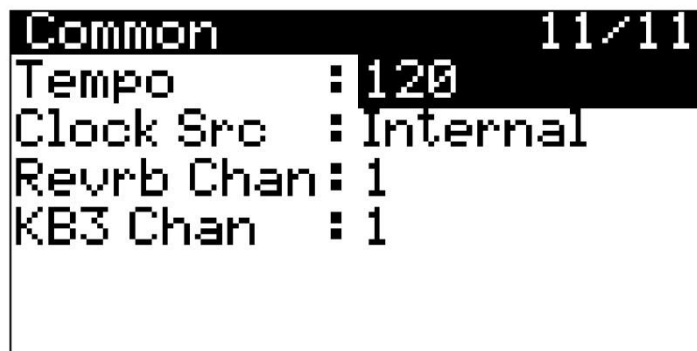 Common 11/11
Tempo : 120
Clock Src : Internal
Revrb Chan: 1
KB3 Chan : 1